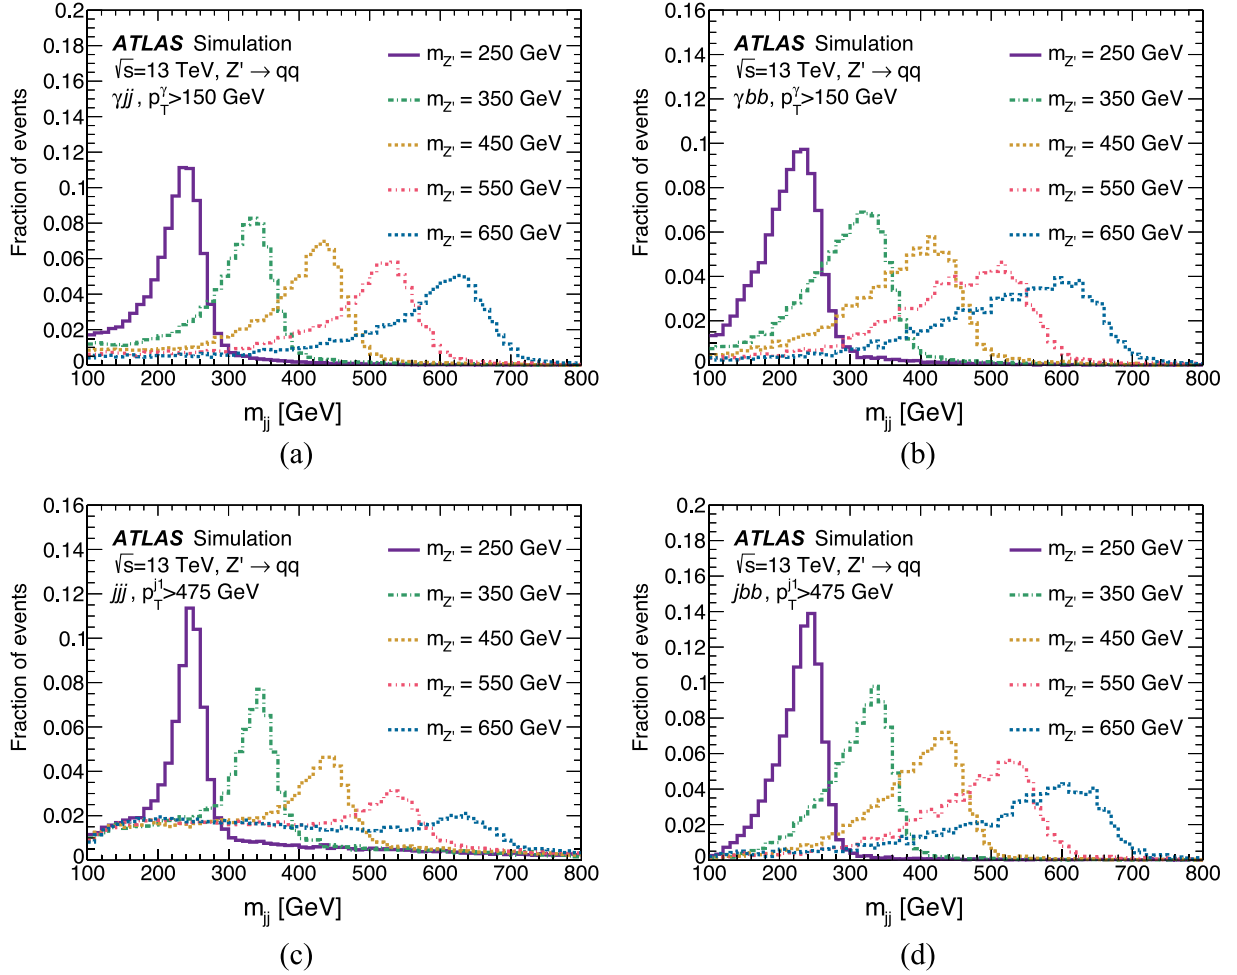 0.2
0.18
0.16
0.14
0.12
0.1
0.08
0.06
0.04
0.02
0
Fraction of events
ATLAS Simulation
√s=13 TeV, Z' → qq
γjj, p_T^γ>150 GeV
m_Z' = 250 GeV
m_Z' = 350 GeV
m_Z' = 450 GeV
m_Z' = 550 GeV
m_Z' = 650 GeV
100 200 300 400 500 600 700 800
m_jj [GeV]
(a)
0.16
0.14
0.12
0.1
0.08
0.06
0.04
0.02
0
Fraction of events
ATLAS Simulation
√s=13 TeV, Z' → qq
γbb, p_T^γ>150 GeV
m_Z' = 250 GeV
m_Z' = 350 GeV
m_Z' = 450 GeV
m_Z' = 550 GeV
m_Z' = 650 GeV
100 200 300 400 500 600 700 800
m_jj [GeV]
(b)
0.16
0.14
0.12
0.1
0.08
0.06
0.04
0.02
0
Fraction of events
ATLAS Simulation
√s=13 TeV, Z' → qq
jjj, p_T^j1>475 GeV
m_Z' = 250 GeV
m_Z' = 350 GeV
m_Z' = 450 GeV
m_Z' = 550 GeV
m_Z' = 650 GeV
100 200 300 400 500 600 700 800
m_jj [GeV]
(c)
0.2
0.18
0.16
0.14
0.12
0.1
0.08
0.06
0.04
0.02
0
Fraction of events
ATLAS Simulation
√s=13 TeV, Z' → qq
jbb, p_T^j1>475 GeV
m_Z' = 250 GeV
m_Z' = 350 GeV
m_Z' = 450 GeV
m_Z' = 550 GeV
m_Z' = 650 GeV
100 200 300 400 500 600 700 800
m_jj [GeV]
(d)